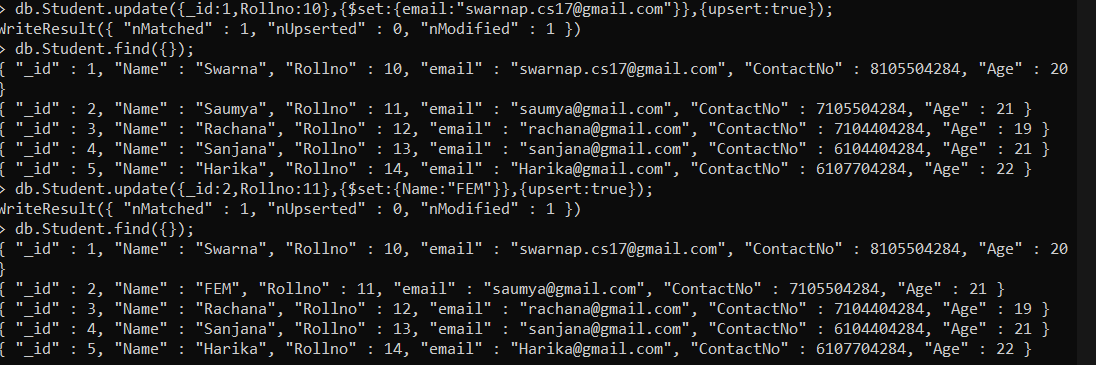 > db.Student.update({_id:1,Rollno:10},{$set:{email:"swarnap.cs17@gmail.com"}},{upsert:true});
WriteResult({ "nMatched" : 1, "nUpserted" : 0, "nModified" : 1 })
> db.Student.find({});
{ "_id" : 1, "Name" : "Swarna", "Rollno" : 10, "email" : "swarnap.cs17@gmail.com", "ContactNo" : 8105504284, "Age" : 20
}
{ "_id" : 2, "Name" : "Saumya", "Rollno" : 11, "email" : "saumya@gmail.com", "ContactNo" : 7105504284, "Age" : 21 }
{ "_id" : 3, "Name" : "Rachana", "Rollno" : 12, "email" : "rachana@gmail.com", "ContactNo" : 7104404284, "Age" : 19 }
{ "_id" : 4, "Name" : "Sanjana", "Rollno" : 13, "email" : "sanjana@gmail.com", "ContactNo" : 6104404284, "Age" : 21 }
{ "_id" : 5, "Name" : "Harika", "Rollno" : 14, "email" : "Harika@gmail.com", "ContactNo" : 6107704284, "Age" : 22 }
> db.Student.update({_id:2,Rollno:11},{$set:{Name:"FEM"}},{upsert:true});
WriteResult({ "nMatched" : 1, "nUpserted" : 0, "nModified" : 1 })
> db.Student.find({});
{ "_id" : 1, "Name" : "Swarna", "Rollno" : 10, "email" : "swarnap.cs17@gmail.com", "ContactNo" : 8105504284, "Age" : 20
}
{ "_id" : 2, "Name" : "FEM", "Rollno" : 11, "email" : "saumya@gmail.com", "ContactNo" : 7105504284, "Age" : 21 }
{ "_id" : 3, "Name" : "Rachana", "Rollno" : 12, "email" : "rachana@gmail.com", "ContactNo" : 7104404284, "Age" : 19 }
{ "_id" : 4, "Name" : "Sanjana", "Rollno" : 13, "email" : "sanjana@gmail.com", "ContactNo" : 6104404284, "Age" : 21 }
{ "_id" : 5, "Name" : "Harika", "Rollno" : 14, "email" : "Harika@gmail.com", "ContactNo" : 6107704284, "Age" : 22 }